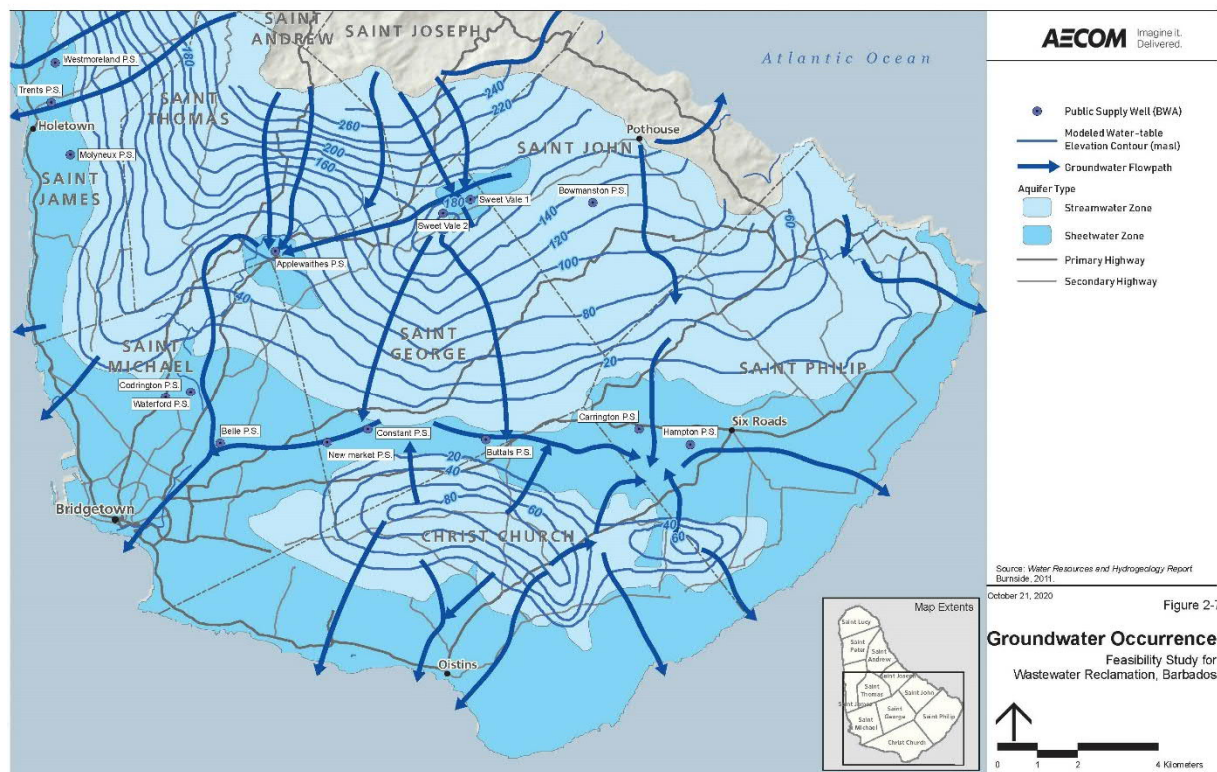 SAINT
ANDREW
SAINT JOSEPH
Atlantic Ocean
Westmoreland P.S.
Trents P.S.
180
SAINT
THOMAS
Holetown
Molyneux P.S.
SAINT
JAMES
260
200
160
240
220
SAINT JOHN
Pothouse
Bowmanston P.S.
180
Sweet Vale 1
Sweet Vale 2
140
120
100
60
Applewaithes P.S.
40
80
SAINT
GEORGE
20
SAINT
MICHAEL
SAINT PHILIP
Codrington P.S.
Waterford P.S.
Belle P.S.
Constant P.S.
New market P.S.
Buttals P.S.
Carrington P.S.
Hampton P.S.
Six Roads
20
40
80
60
Bridgetown
CHRIST CHURCH
40
60
Oistins
Map Extents
Saint Lucy
Saint Peter
Saint Andrew
Saint Joseph
Saint Thomas
Saint John
Saint James
Saint George
Saint Philip
Saint Michael
Christ Church
AECOM
Imagine it.
Delivered.
Public Supply Well (BWA)
Modeled Water-table
Elevation Contour (masl)
Groundwater Flowpath
Aquifer Type
Streamwater Zone
Sheetwater Zone
Primary Highway
Secondary Highway
Source: Water Resources and Hydrogeology Report
Burnside, 2011.
October 21, 2020
Figure 2-7
Groundwater Occurrence
Feasibility Study for
Wastewater Reclamation, Barbados
0 1 2 4 Kilometers